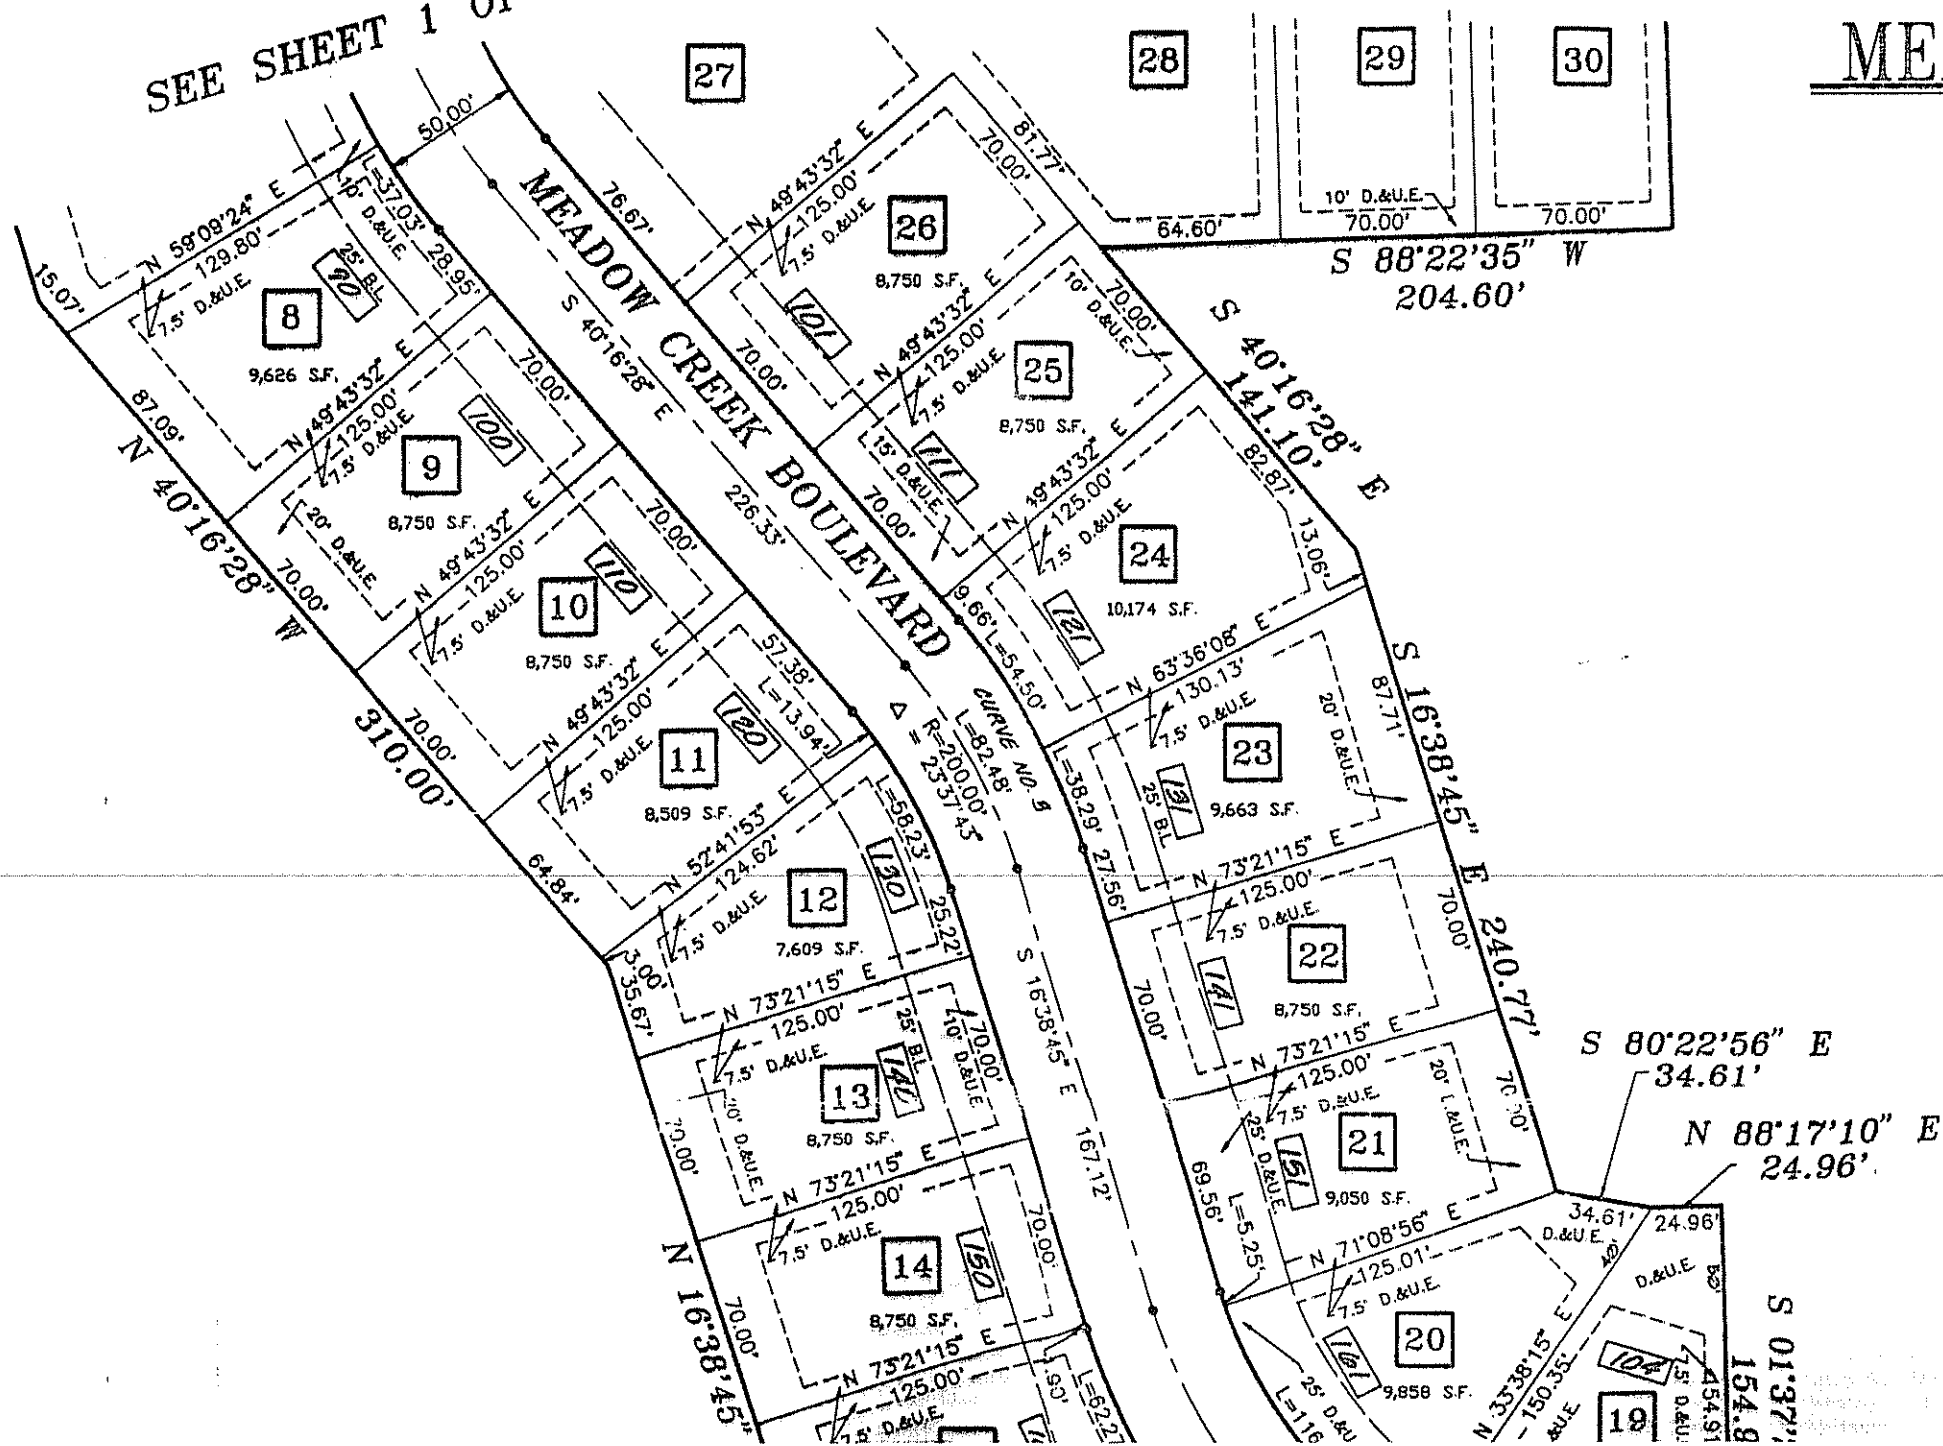 SEE SHEET 1
27
28
29
30
50.00'
76.67'
N 49°43'32" E
125.00'
7.5' D.&U.E
70.00'
81.77'
64.60'
10' D.&U.E.
70.00'
70.00'
S 88°22'35" W
204.60'
MEADOW CREEK BOULEVARD
26
8,750 S.F.
101
70.00'
15.07'
N 59°09'24" E
129.80'
7.5' D.&U.E.
L=37.03'
10' D.&U.E
28.95'
25' B.L.
90
8
9,626 S.F.
87.09'
N 49°43'32" E
125.00'
7.5' D.&U.E.
70.00'
100
9
8,750 S.F.
20' D.&U.E.
70.00'
S 40°16'28" E
226.33'
N 49°43'32" E
125.00'
7.5' D.&U.E.
25
8,750 S.F.
10' D.&U.E.
70.00'
111
15' D.&U.E.
70.00'
S 40°16'28" E
141.10'
N 40°16'28" W
310.00'
N 49°43'32" E
125.00'
7.5' D.&U.E.
10
8,750 S.F.
110
70.00'
70.00'
N 49°43'32" E
125.00'
7.5' D.&U.E.
24
10,174 S.F.
82.87'
13.06'
121
9.66'
L=54.50'
N 49°43'32" E
125.00'
7.5' D.&U.E.
11
8,509 S.F.
120
57.38'
L=13.94'
64.84'
CURVE NO. 3
L=82.48'
R=200.00'
Δ = 23°37'43"
N 63°36'08" E
130.13'
7.5' D.&U.E.
23
9,663 S.F.
131
25' B.L.
20' D.&U.E.
L=38.29'
27.56'
87.71'
S 16°38'45" E
240.77'
N 52°41'53" E
124.62'
7.5' D.&U.E.
12
7,609 S.F.
130
L=58.23'
25.22'
3.00'
35.67'
N 73°21'15" E
125.00'
7.5' D.&U.E.
22
8,750 S.F.
141
70.00'
70.00'
S 16°38'45" E
167.12'
N 73°21'15" E
125.00'
7.5' D.&U.E.
13
8,750 S.F.
140
25' B.L.
10' D.&U.E.
70.00'
20' D.&U.E.
70.00'
N 73°21'15" E
125.00'
7.5' D.&U.E.
21
9,050 S.F.
151
25' D.&U.E.
70.00'
69.56'
L=5.25'
S 80°22'56" E
34.61'
N 88°17'10" E
24.96'
N 73°21'15" E
125.00'
7.5' D.&U.E.
14
8,750 S.F.
150
70.00'
70.00'
N 16°38'45"
N 71°08'56" E
125.01'
7.5' D.&U.E.
20
9,858 S.F.
161
34.61'
D.&U.E.
24.96'
D.&U.E
N 33°38'15" E
150.35'
104
19
N 73°21'15" E
125.00'
7.5' D.&U.E.